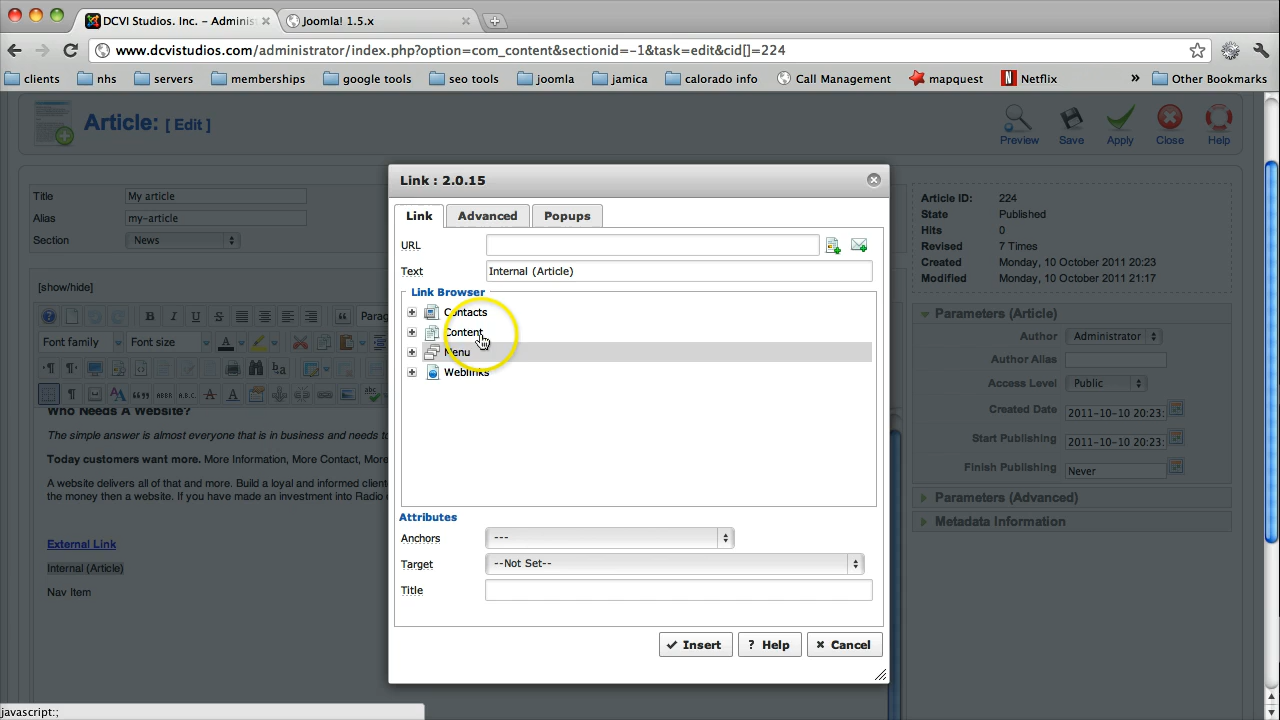 DCVI Studios. Inc. - Adminis
Joomla! 1.5.x
www.dcvistudios.com/administrator/index.php?option=com_content&sectionid=-1&task=edit&cid[]=224
clients nhs servers memberships google tools seo tools joomla jamica calorado info Call Management mapquest Netflix » Other Bookmarks
Article: [ Edit ]
Preview Save Apply Close Help
Title My article
Alias my-article
Section News
Article ID: 224
State Published
Hits 0
Revised 7 Times
Created Monday, 10 October 2011 20:23
Modified Monday, 10 October 2011 21:17
[show/hide]
B I U S Parag
Font family Font size
Who Needs A Website?
The simple answer is almost everyone that is in business and needs to
Today customers want more. More Information, More Contact, More
A website delivers all of that and more. Build a loyal and informed client
the money then a website. If you have made an investment into Radio
External Link
Internal (Article)
Nav Item
Link : 2.0.15
Link Advanced Popups
URL
Text Internal (Article)
Link Browser
Contacts
Content
Menu
Weblinks
Attributes
Anchors ---
Target --Not Set--
Title
Insert ? Help Cancel
Parameters (Article)
Author Administrator
Author Alias
Access Level Public
Created Date 2011-10-10 20:23:
Start Publishing 2011-10-10 20:23:
Finish Publishing Never
Parameters (Advanced)
Metadata Information
javascript:;